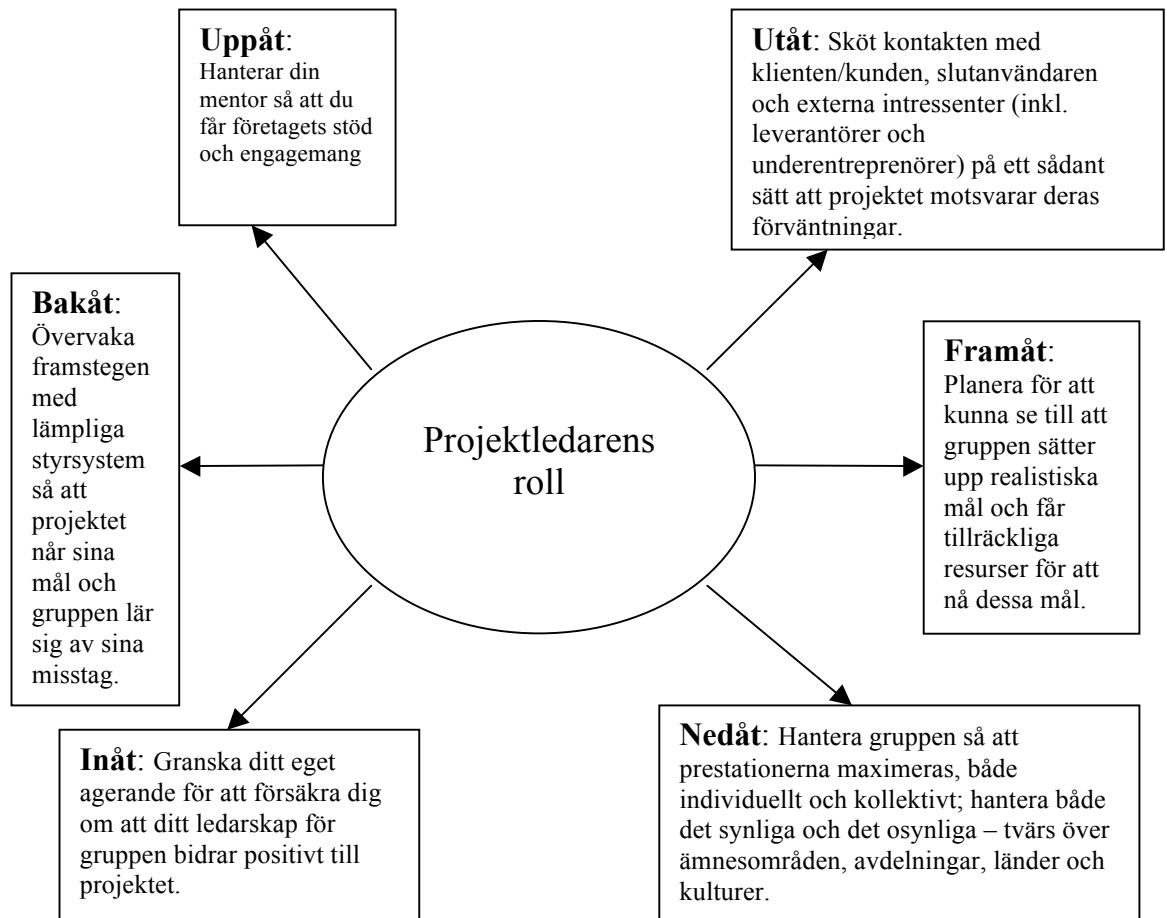 Uppåt:
Hanterar din
mentor så att du
får företagets stöd
och engagemang
Utåt: Sköt kontakten med
klienten/kunden, slutanvändaren
och externa intressenter (inkl.
leverantörer och
underentreprenörer) på ett sådant
sätt att projektet motsvarar deras
förväntningar.
Bakåt:
Övervaka
framstegen
med
lämpliga
styrsystem
så att
projektet
når sina
mål och
gruppen lär
sig av sina
misstag.
Projektledarens
roll
Framåt:
Planera för att
kunna se till att
gruppen sätter
upp realistiska
mål och får
tillräckliga
resurser för att
nå dessa mål.
Inåt: Granska ditt eget
agerande för att försäkra dig
om att ditt ledarskap för
gruppen bidrar positivt till
projektet.
Nedåt: Hantera gruppen så att
prestationerna maximeras, både
individuellt och kollektivt; hantera både
det synliga och det osynliga – tvärs över
ämnesområden, avdelningar, länder och
kulturer.